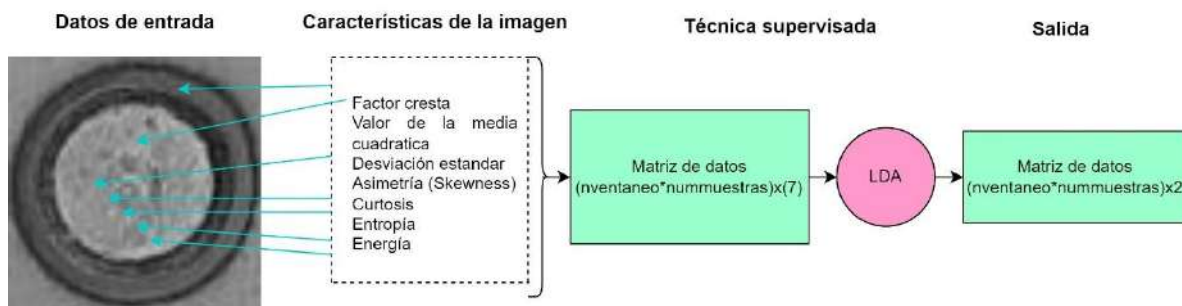 Datos de entrada
Características de la imagen
Técnica supervisada
Salida
Factor cresta
Valor de la media
cuadratica
Desviación estandar
Asimetría (Skewness)
Curtosis
Entropía
Energía
Matriz de datos
(nventaneo*nummuestras)x(7)
LDA
Matriz de datos
(nventaneo*nummuestras)x2